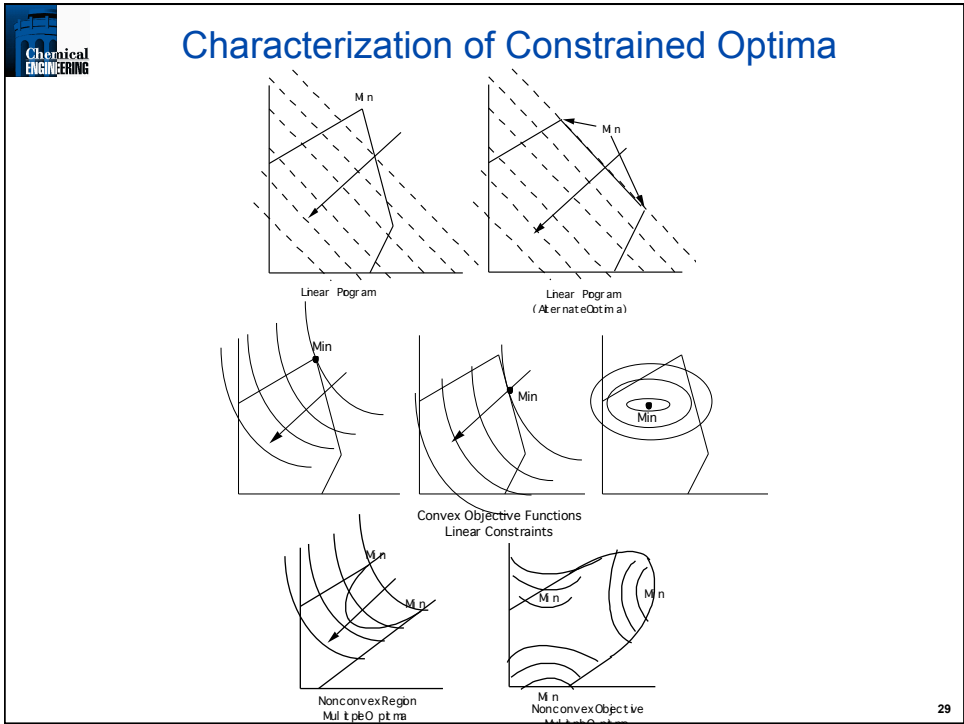 Chemical
ENGINEERING
Characterization of Constrained Optima
Min
Min
Linear Program
Linear Program
(Alternate Optima)
Min
Min
Min
Convex Objective Functions
Linear Constraints
Min
Min
Min
Min
Min
Nonconvex Region
Multiple Optima
Nonconvex Objective
29